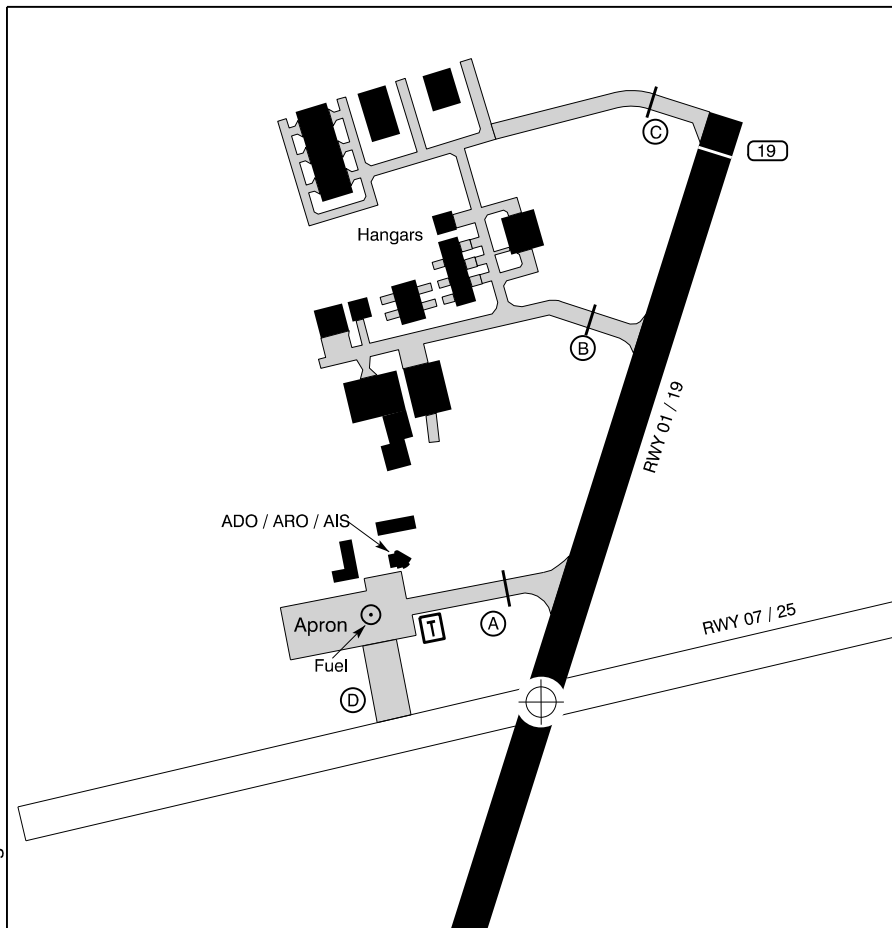 C
19
Hangars
B
RWY 01 / 19
ADO / ARO / AIS
Apron
T
A
RWY 07 / 25
Fuel
D